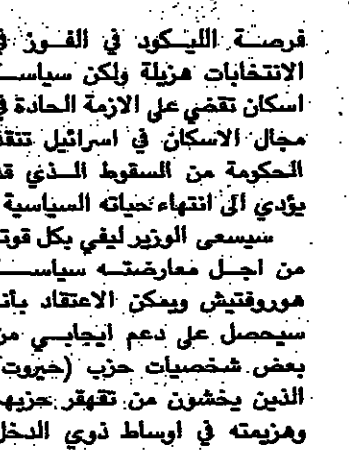 فرصة الليكود في الفوز في
الانتخابات هزيلة ولكن سياسـ
اسكان تقضي على الازمة الحادة في
مجال الاسكان في اسرائيل تنقذ
الحكومة من السقوط الذي قد
يؤدي الى انتهاء حياته السياسية
سيسعى الوزير ليفي بكل قوته
من اجل معارضته سياسـ
هوروفتيش ويمكن الاعتقاد بأنه
سيحصل على دعم ايجابي من
بعض شخصيات حزب (حيروت
الذين يخشون من تقهقر حزبهم
وهزيمته في اوساط ذوي الدخل